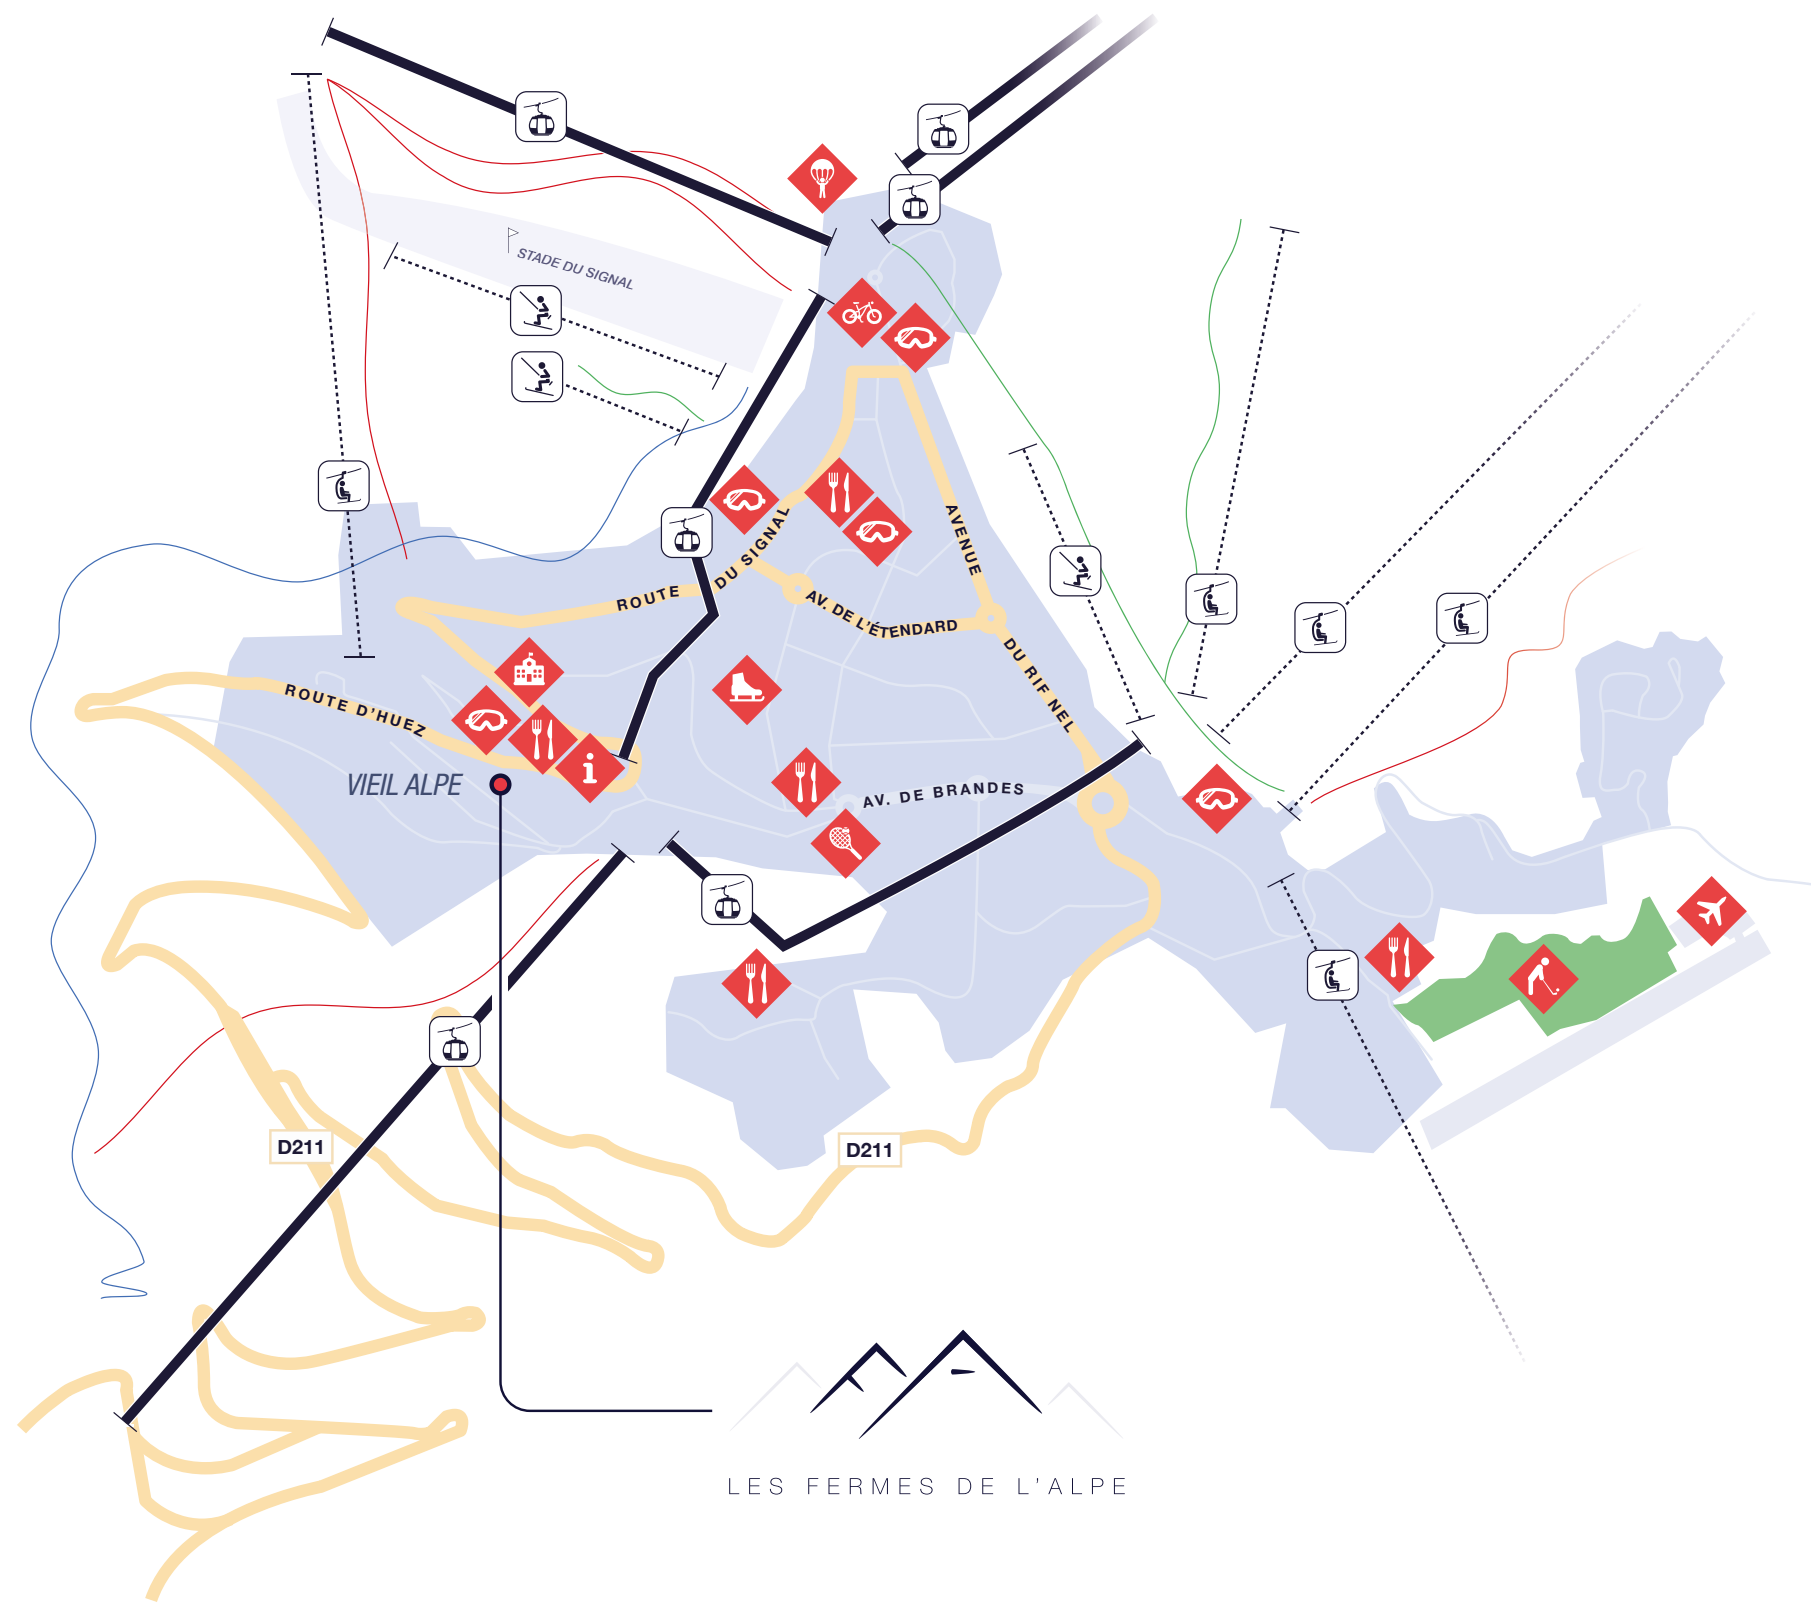 STADE DU SIGNAL
AVENUE
DU SIGNAL
ROUTE
AV. DE L'ÉTENDARD
DU RIF NEL
ROUTE D'HUEZ
VIEIL ALPE
i
AV. DE BRANDES
D211
D211
LES FERMES DE L'ALPE